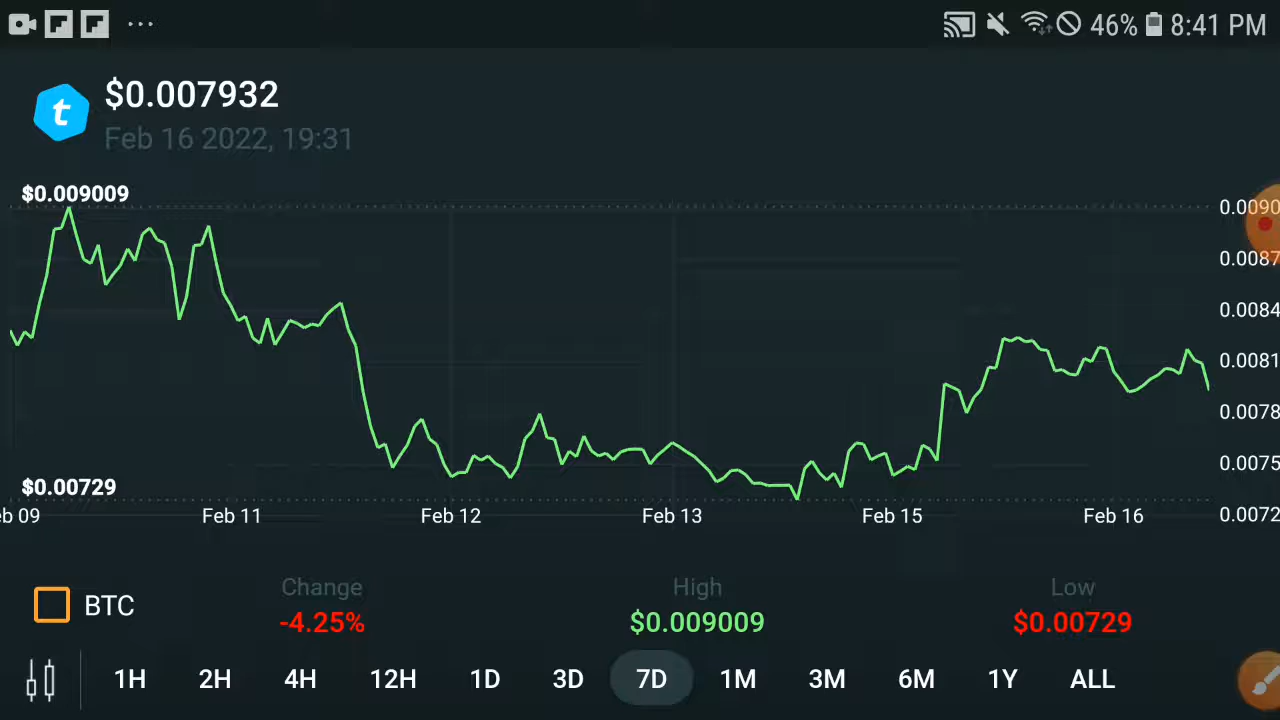 46% 8:41 PM
t
$0.007932
Feb 16 2022, 19:31
$0.009009
0.0090
0.0087
0.0084
0.0081
0.0078
0.0075
0.0072
$0.00729
eb 09 Feb 11 Feb 12 Feb 13 Feb 15 Feb 16
Change High Low
BTC -4.25% $0.009009 $0.00729
1H 2H 4H 12H 1D 3D 7D 1M 3M 6M 1Y ALL